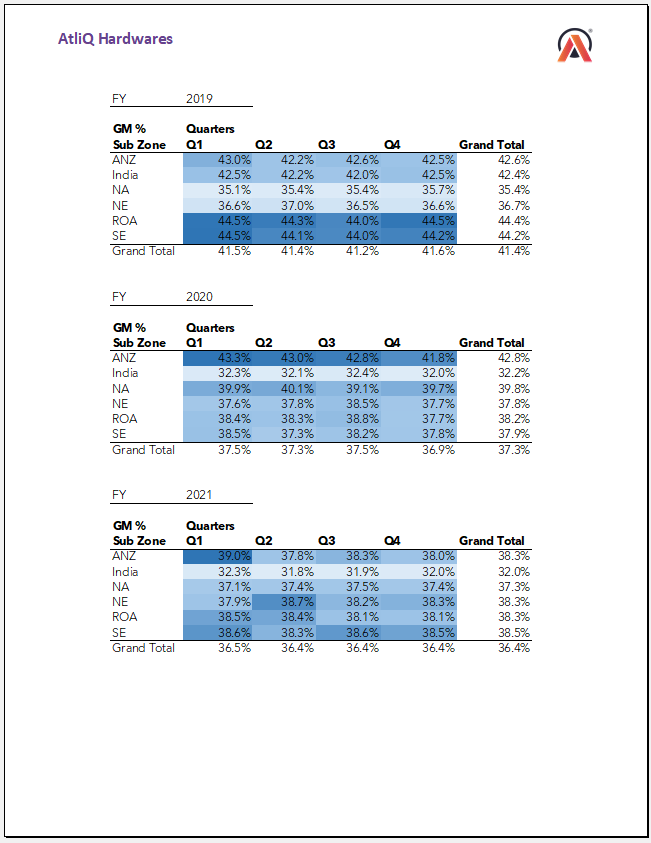 AtliQ Hardwares
FY 2019
GM % Quarters
Sub Zone Q1 Q2 Q3 Q4 Grand Total
ANZ 43.0% 42.2% 42.6% 42.5% 42.6%
India 42.5% 42.2% 42.0% 42.5% 42.4%
NA 35.1% 35.4% 35.4% 35.7% 35.4%
NE 36.6% 37.0% 36.5% 36.6% 36.7%
ROA 44.5% 44.3% 44.0% 44.5% 44.4%
SE 44.5% 44.1% 44.0% 44.2% 44.2%
Grand Total 41.5% 41.4% 41.2% 41.6% 41.4%
FY 2020
GM % Quarters
Sub Zone Q1 Q2 Q3 Q4 Grand Total
ANZ 43.3% 43.0% 42.8% 41.8% 42.8%
India 32.3% 32.1% 32.4% 32.0% 32.2%
NA 39.9% 40.1% 39.1% 39.7% 39.8%
NE 37.6% 37.8% 38.5% 37.7% 37.8%
ROA 38.4% 38.3% 38.8% 37.7% 38.2%
SE 38.5% 37.3% 38.2% 37.8% 37.9%
Grand Total 37.5% 37.3% 37.5% 36.9% 37.3%
FY 2021
GM % Quarters
Sub Zone Q1 Q2 Q3 Q4 Grand Total
ANZ 39.0% 37.8% 38.3% 38.0% 38.3%
India 32.3% 31.8% 31.9% 32.0% 32.0%
NA 37.1% 37.4% 37.5% 37.4% 37.3%
NE 37.9% 38.7% 38.2% 38.3% 38.3%
ROA 38.5% 38.4% 38.1% 38.1% 38.3%
SE 38.6% 38.3% 38.6% 38.5% 38.5%
Grand Total 36.5% 36.4% 36.4% 36.4% 36.4%